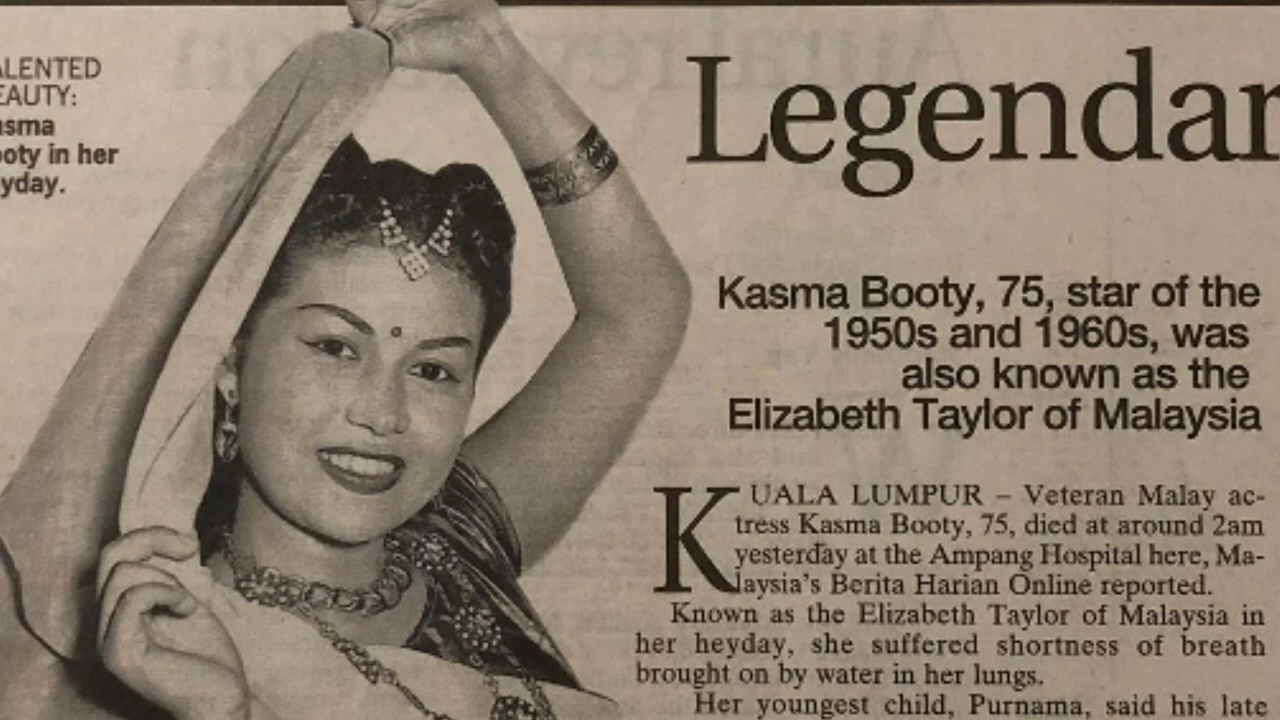 ALENTED
EAUTY:
asma
ooty in her
yday.
Legendar
Kasma Booty, 75, star of the
1950s and 1960s, was
also known as the
Elizabeth Taylor of Malaysia
KUALA LUMPUR – Veteran Malay ac-
tress Kasma Booty, 75, died at around 2am
yesterday at the Ampang Hospital here, Ma-
laysia's Berita Harian Online reported.
Known as the Elizabeth Taylor of Malaysia in
her heyday, she suffered shortness of breath
brought on by water in her lungs.
Her youngest child, Purnama, said his late